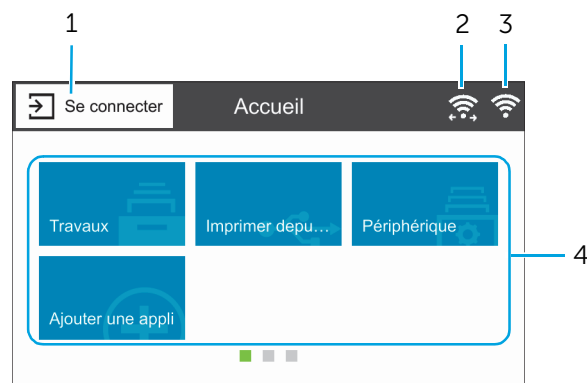 1 2 3
Se connecter Accueil
Travaux Imprimer depu... Périphérique
4
Ajouter une appli